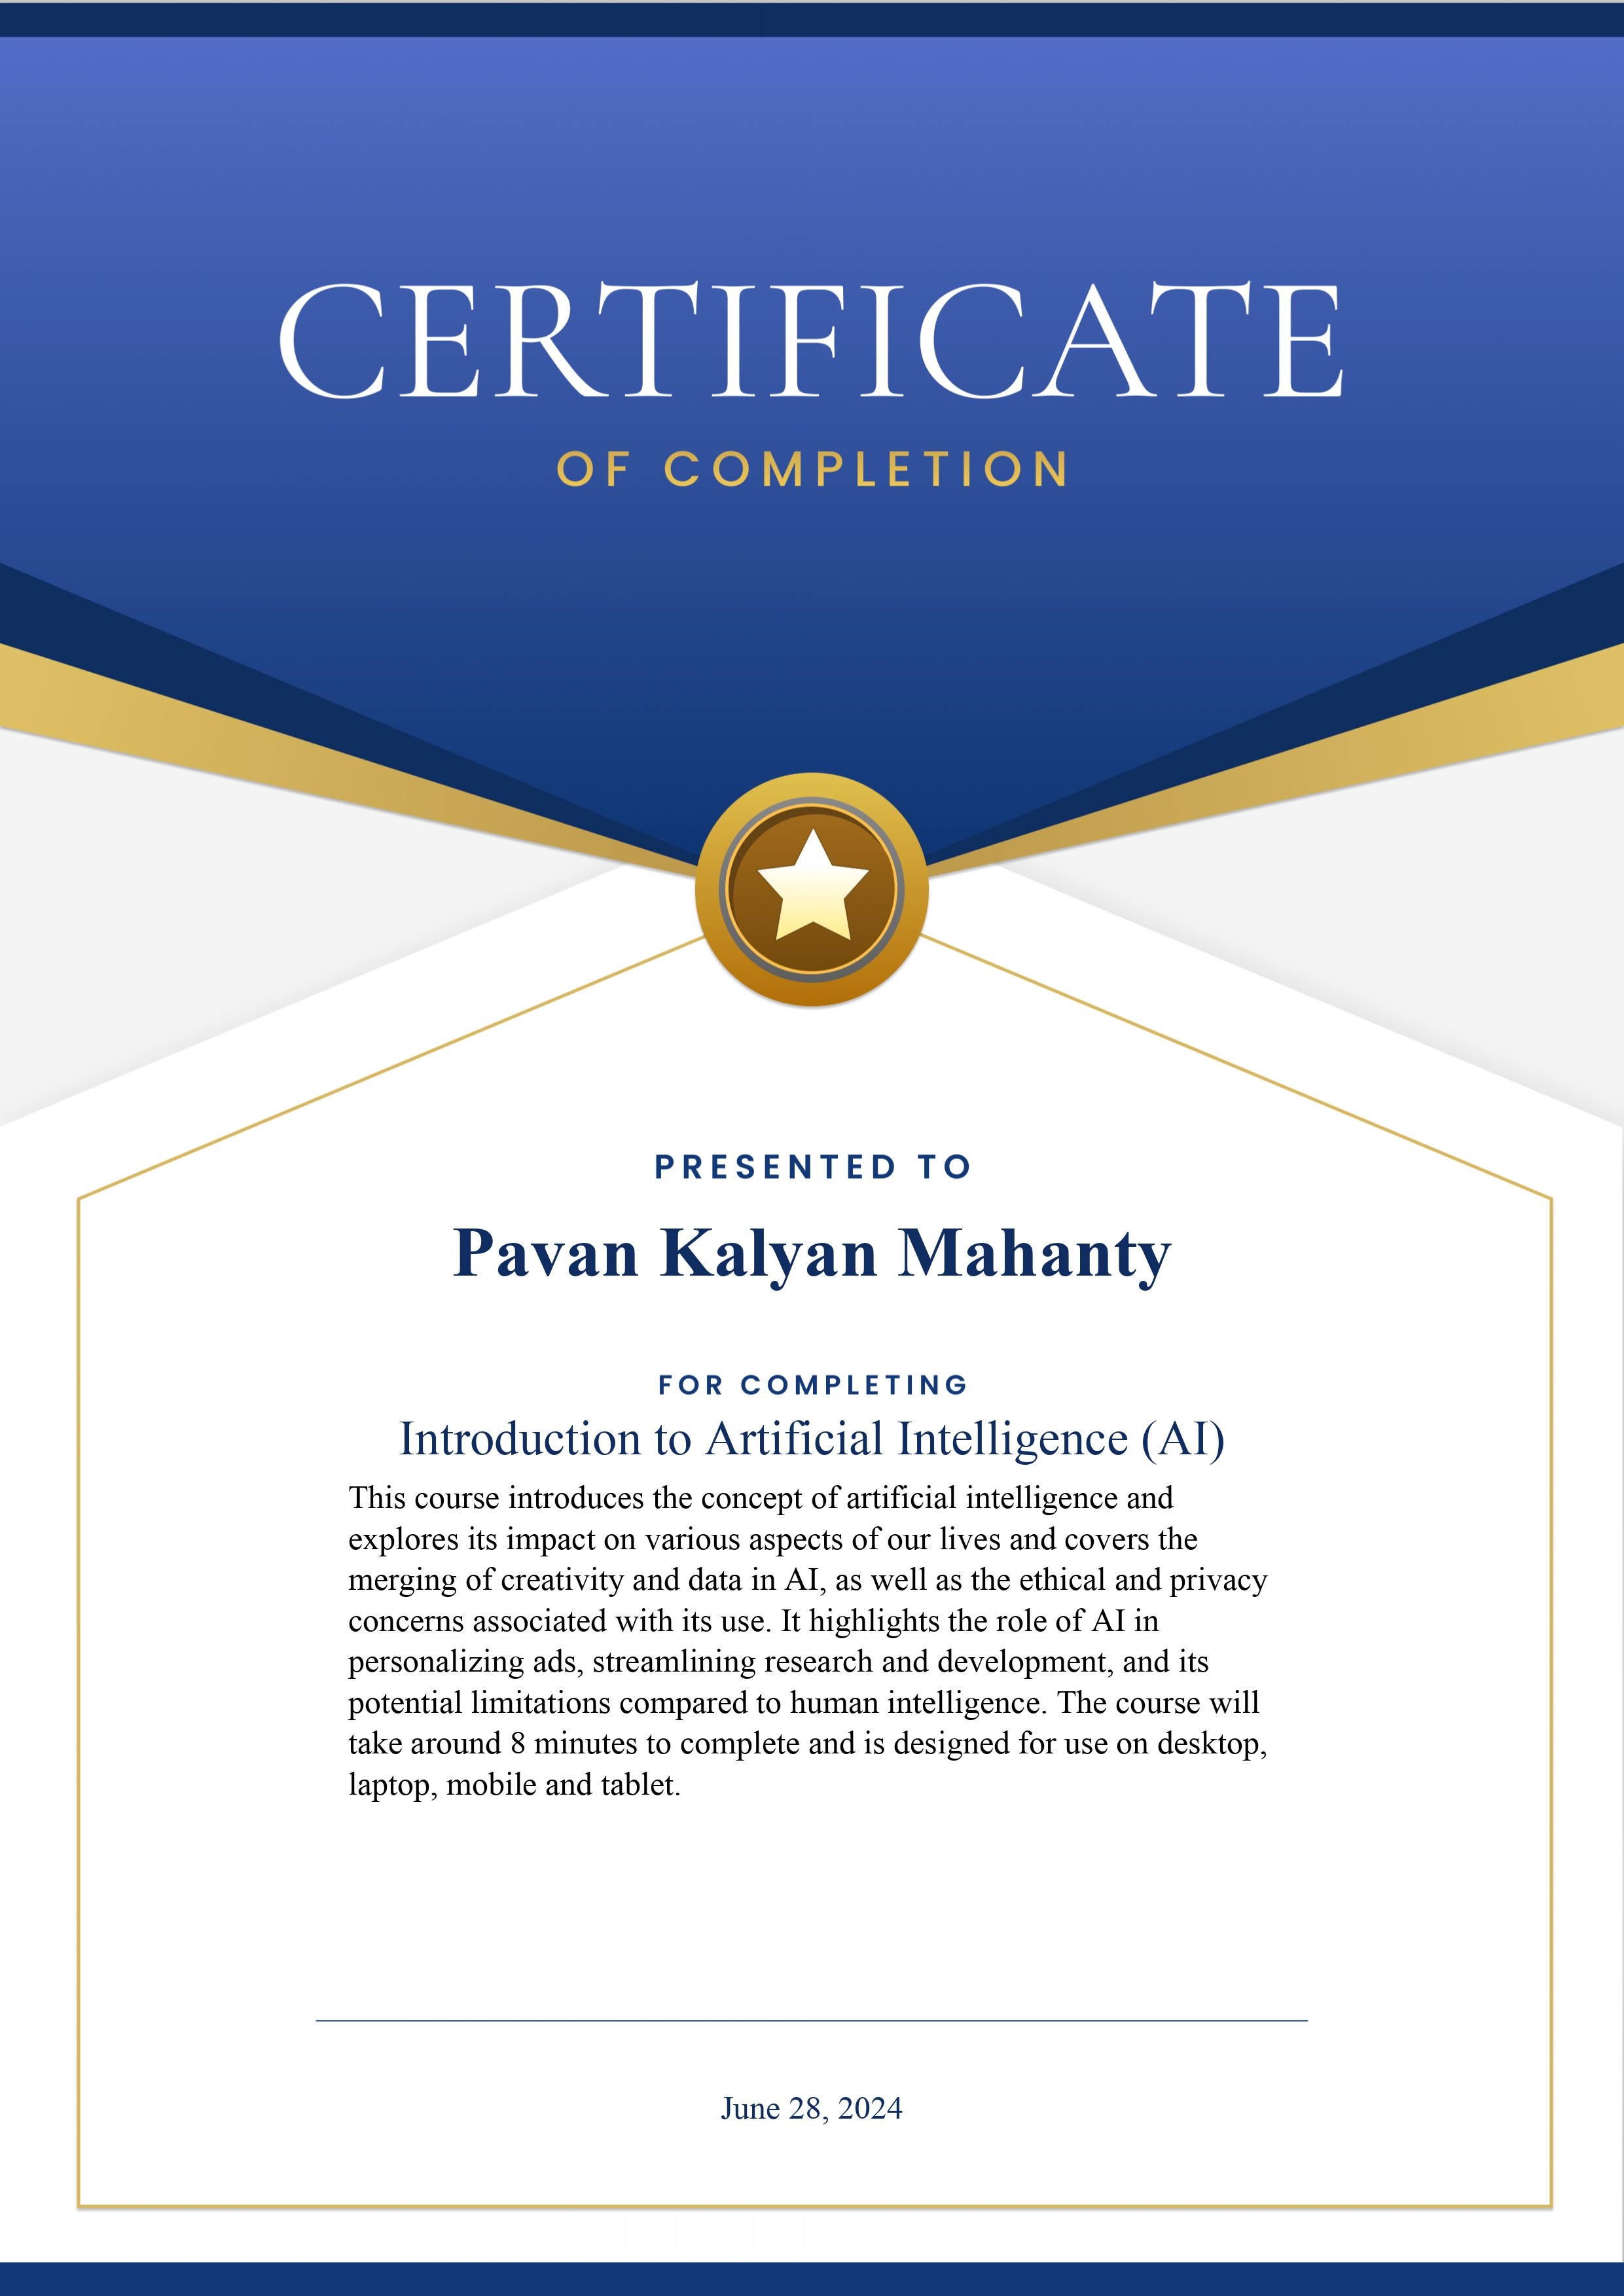 CERTIFICATE
OF COMPLETION
PRESENTED TO
Pavan Kalyan Mahanty
FOR COMPLETING
Introduction to Artificial Intelligence (AI)
This course introduces the concept of artificial intelligence and
explores its impact on various aspects of our lives and covers the
merging of creativity and data in AI, as well as the ethical and privacy
concerns associated with its use. It highlights the role of AI in
personalizing ads, streamlining research and development, and its
potential limitations compared to human intelligence. The course will
take around 8 minutes to complete and is designed for use on desktop,
laptop, mobile and tablet.
June 28, 2024